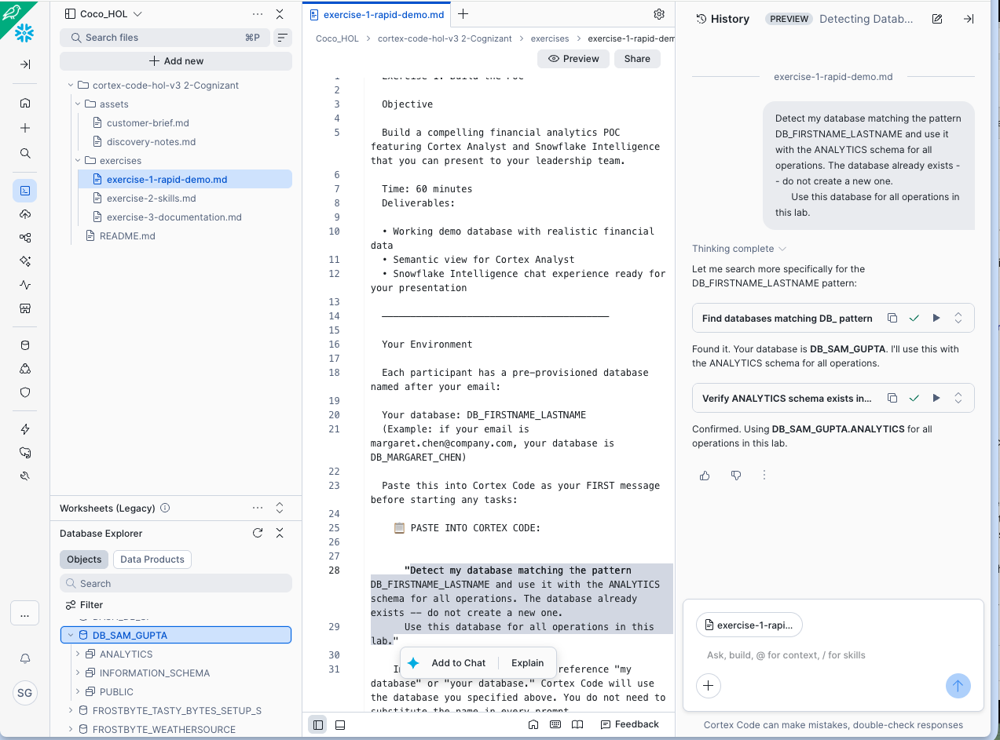 Coco_HOL
Search files
⌘P
Add new
cortex-code-hol-v3 2-Cognizant
assets
customer-brief.md
discovery-notes.md
exercises
exercise-1-rapid-demo.md
exercise-2-skills.md
exercise-3-documentation.md
README.md
Worksheets (Legacy)
Database Explorer
Objects
Data Products
Search
Filter
DB_SAM_GUPTA
ANALYTICS
INFORMATION_SCHEMA
PUBLIC
FROSTBYTE_TASTY_BYTES_SETUP_S
FROSTBYTE_WEATHERSOURCE
SG
exercise-1-rapid-demo.md
Coco_HOL > cortex-code-hol-v3 2-Cognizant > exercises > exercise-1-rapid-dem
Preview
Share
2
3 Objective
4
5 Build a compelling financial analytics POC
featuring Cortex Analyst and Snowflake Intelligence
that you can present to your leadership team.
6
7 Time: 60 minutes
8 Deliverables:
9
10 • Working demo database with realistic financial
data
11 • Semantic view for Cortex Analyst
12 • Snowflake Intelligence chat experience ready for
your presentation
13
14 ────────────────────────────────────────
15
16 Your Environment
17
18 Each participant has a pre-provisioned database
named after your email:
19
20 Your database: DB_FIRSTNAME_LASTNAME
21 (Example: if your email is
margaret.chen@company.com, your database is
DB_MARGARET_CHEN)
22
23 Paste this into Cortex Code as your FIRST message
before starting any tasks:
24
25 📋 PASTE INTO CORTEX CODE:
26
27
28 "Detect my database matching the pattern
DB_FIRSTNAME_LASTNAME and use it with the ANALYTICS
schema for all operations. The database already
exists -- do not create a new one.
29 Use this database for all operations in this
lab."
30
31 reference "my
database" or "your database." Cortex Code will use
the database you specified above. You do not need to
substitute the name in every prompt.
Add to Chat
Explain
Feedback
History
PREVIEW
Detecting Datab...
exercise-1-rapid-demo.md
Detect my database matching the pattern
DB_FIRSTNAME_LASTNAME and use it
with the ANALYTICS schema for all
operations. The database already exists -
- do not create a new one.
Use this database for all operations in
this lab.
Thinking complete
Let me search more specifically for the
DB_FIRSTNAME_LASTNAME pattern:
Find databases matching DB_ pattern
Found it. Your database is DB_SAM_GUPTA. I'll use this with
the ANALYTICS schema for all operations.
Verify ANALYTICS schema exists in...
Confirmed. Using DB_SAM_GUPTA.ANALYTICS for all
operations in this lab.
exercise-1-rapi...
Ask, build, @ for context, / for skills
Cortex Code can make mistakes, double-check responses